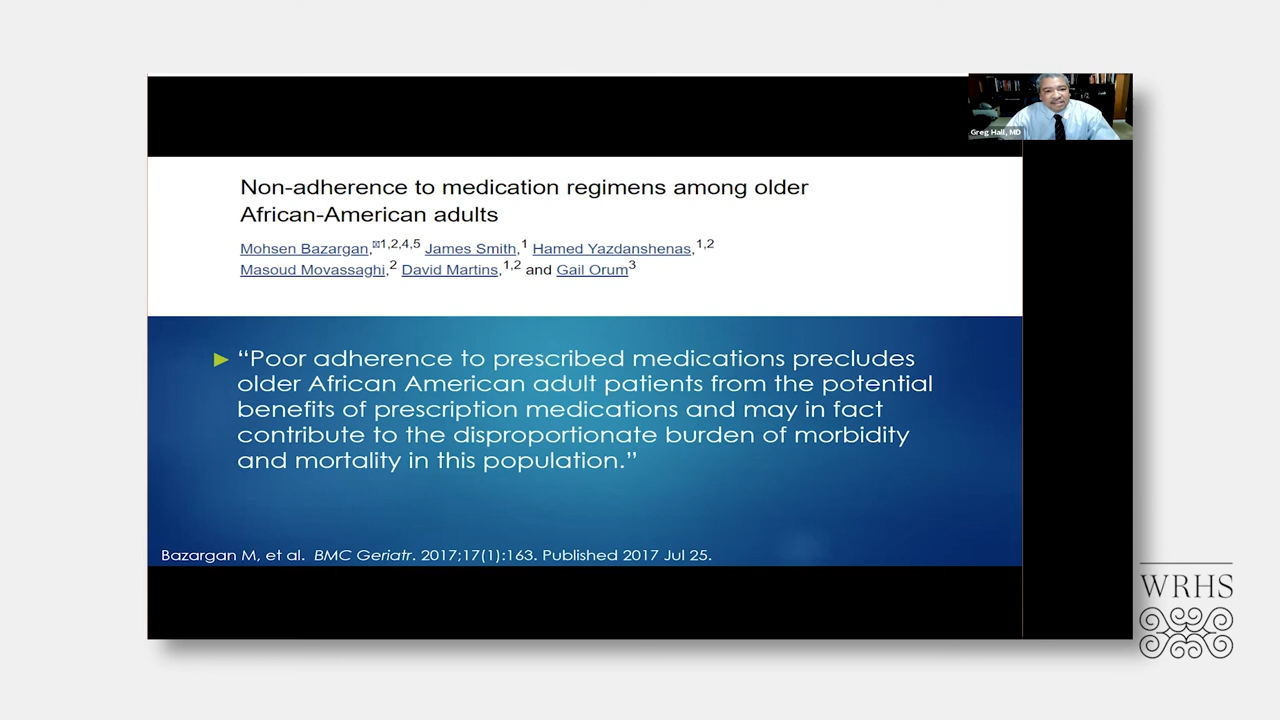 Greg Hall, MD
Non-adherence to medication regimens among older
African-American adults
Mohsen Bazargan,✉1,2,4,5 James Smith,1 Hamed Yazdanshenas,1,2
Masoud Movassaghi,2 David Martins,1,2 and Gail Orum3
“Poor adherence to prescribed medications precludes
older African American adult patients from the potential
benefits of prescription medications and may in fact
contribute to the disproportionate burden of morbidity
and mortality in this population.”
Bazargan M, et al. BMC Geriatr. 2017;17(1):163. Published 2017 Jul 25.
WRHS